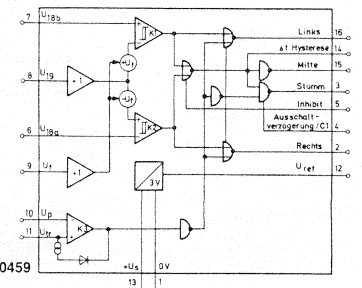 7 U18b K1 Links 16
Δt Hysterese 14
8 U19 +1 +Uf Mitte 15
-Uf Stumm 3
Inhibit 5
6 U18a K2 Ausschalt-
verzögerung/C1 4
9 Uf +1 Rechts 2
3V Uref 12
10 Up
11 Utr
+Us 0V
0459 13 1